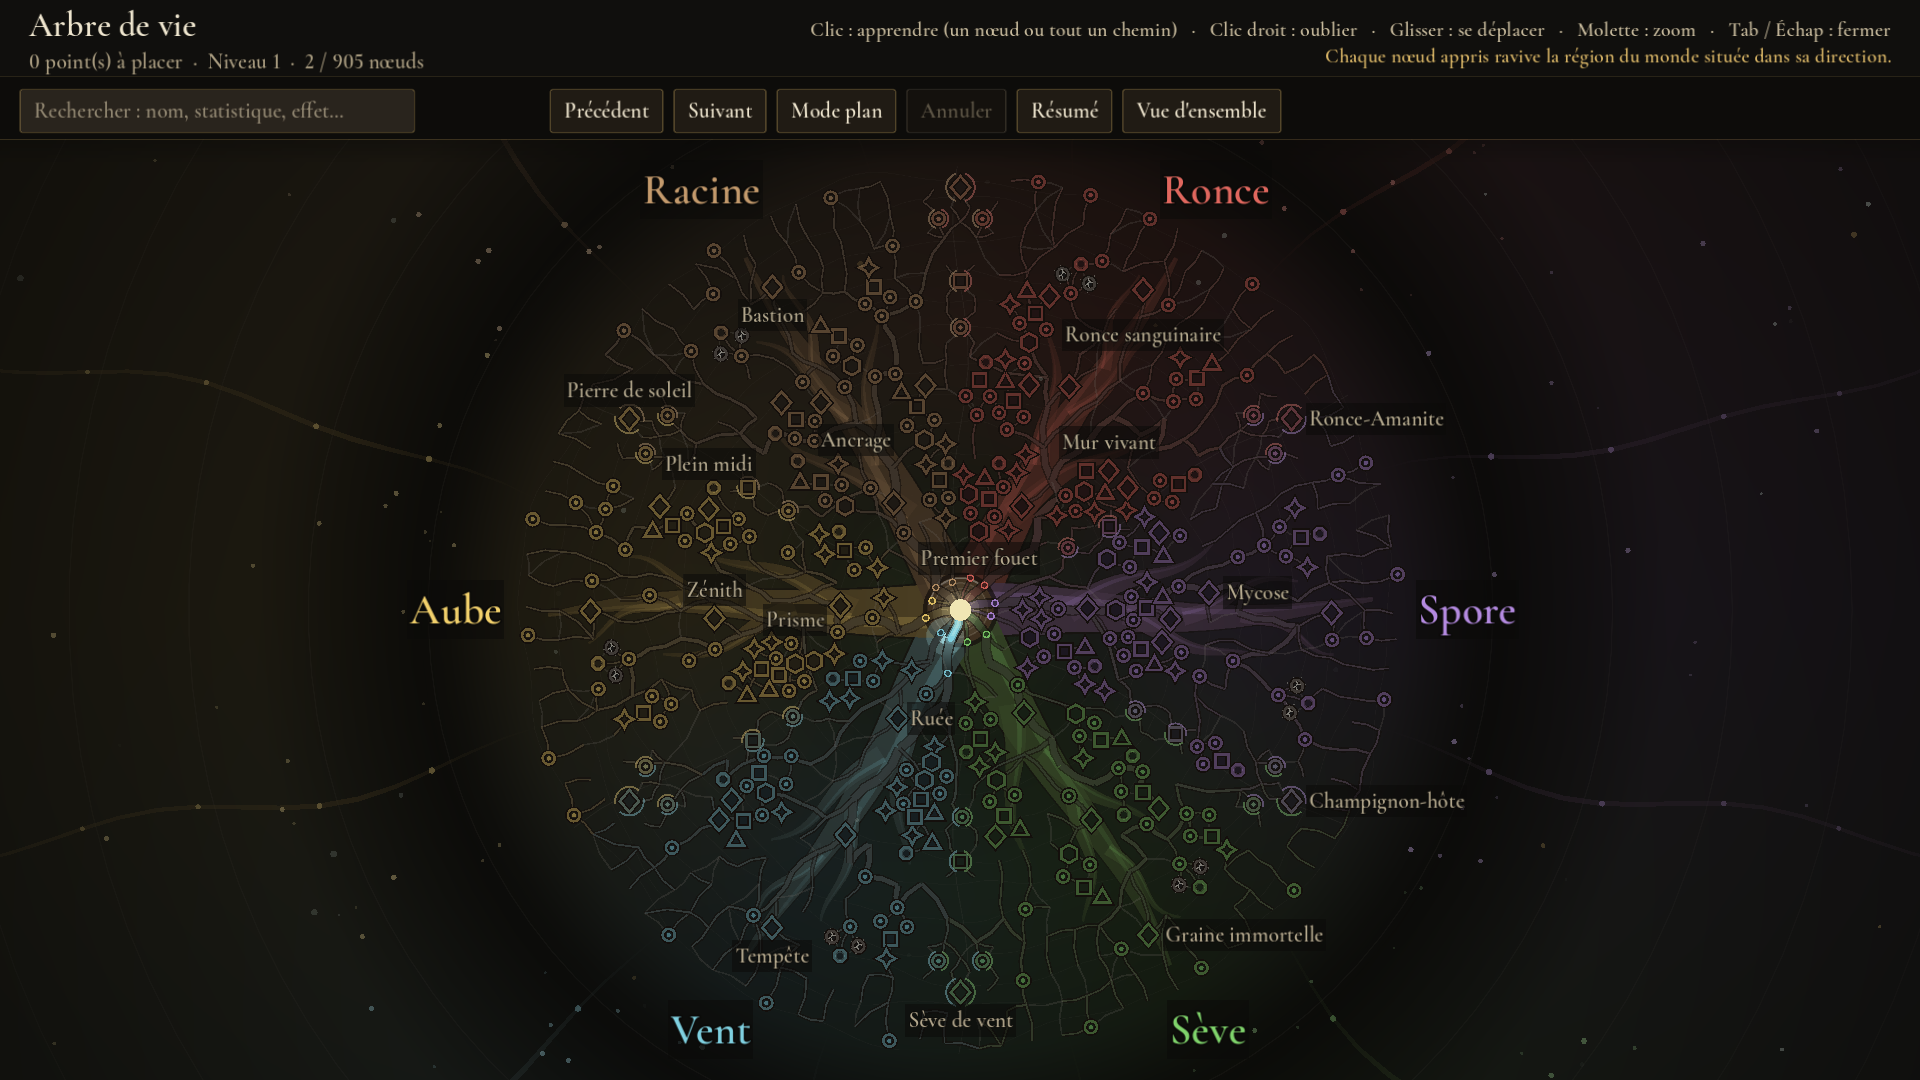 Arbre de vie
0 point(s) à placer · Niveau 1 · 2 / 905 nœuds
Clic : apprendre (un nœud ou tout un chemin) · Clic droit : oublier · Glisser : se déplacer · Molette : zoom · Tab / Échap : fermer
Chaque nœud appris ravive la région du monde située dans sa direction.
Rechercher : nom, statistique, effet...
Précédent
Suivant
Mode plan
Annuler
Résumé
Vue d'ensemble
Racine
Ronce
Bastion
Ronce sanguinaire
Pierre de soleil
Ronce-Amanite
Ancrage
Mur vivant
Plein midi
Premier fouet
Zénith
Mycose
Aube
Prisme
Spore
Ruée
Champignon-hôte
Graine immortelle
Tempête
Sève de vent
Vent
Sève